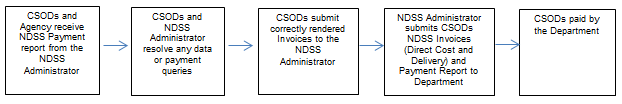 CSODs and
Agency receive
NDSS Payment
report from the
NDSS
Administrator
CSODs and
NDSS
Administrator
resolve any data
or payment
queries
CSODs submit
correctly rendered
Invoices to the
NDSS
Administrator
NDSS Administrator
submits CSODs
NDSS Invoices
(Direct Cost and
Delivery) and
Payment Report to
Department
CSODs paid by
the Department